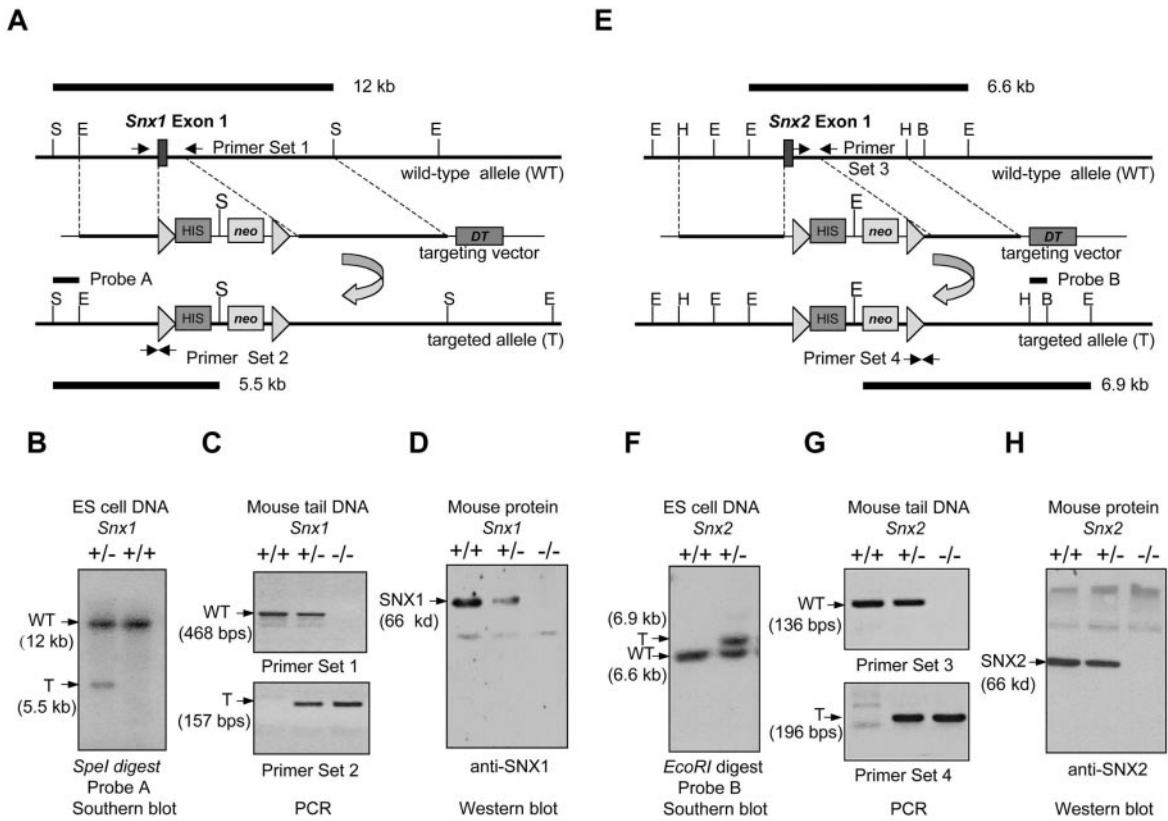 A
12 kb
Snx1 Exon 1
S E S E
Primer Set 1
wild-type allele (WT)
S
HIS neo DT
targeting vector
Probe A
S E S S E
HIS neo
targeted allele (T)
Primer Set 2
5.5 kb
E
6.6 kb
Snx2 Exon 1
E H E E H B E
Primer
Set 3
wild-type allele (WT)
E
HIS neo DT
targeting vector
Probe B
E H E E E H B E
HIS neo
targeted allele (T)
Primer Set 4
6.9 kb
B
ES cell DNA
Snx1
+/- +/+
WT
(12 kb)
T
(5.5 kb)
SpeI digest
Probe A
Southern blot
C
Mouse tail DNA
Snx1
+/+ +/- -/-
WT
(468 bps)
Primer Set 1
T
(157 bps)
Primer Set 2
PCR
D
Mouse protein
Snx1
+/+ +/- -/-
SNX1
(66 kd)
anti-SNX1
Western blot
F
ES cell DNA
Snx2
+/+ +/-
(6.9 kb)
T
WT
(6.6 kb)
EcoRI digest
Probe B
Southern blot
G
Mouse tail DNA
Snx2
+/+ +/- -/-
WT
(136 bps)
Primer Set 3
T
(196 bps)
Primer Set 4
PCR
H
Mouse protein
Snx2
+/+ +/- -/-
SNX2
(66 kd)
anti-SNX2
Western blot